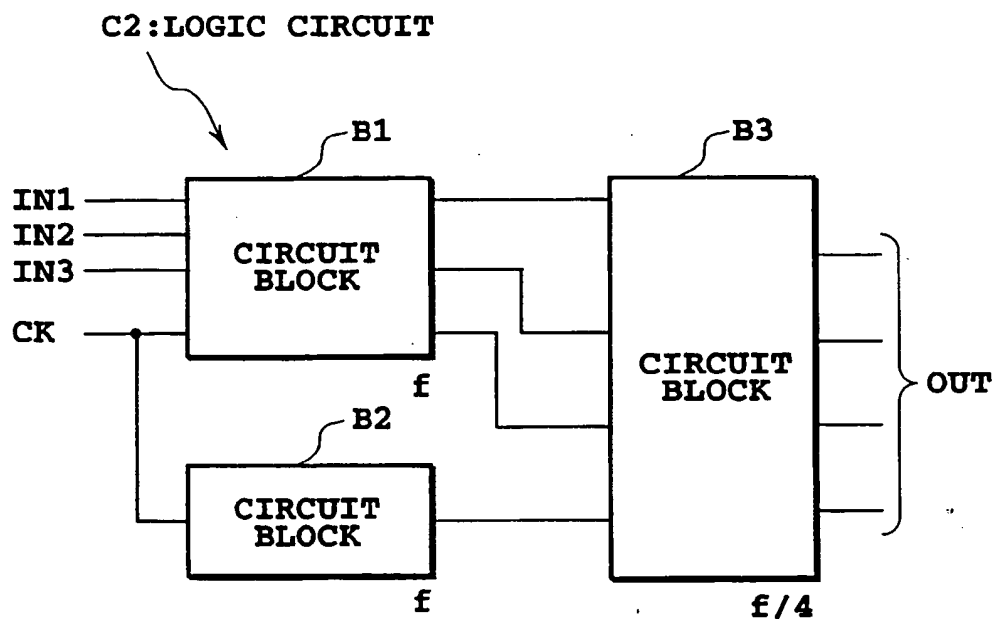 C2:LOGIC CIRCUIT
B1
B3
IN1
IN2
IN3
CK
CIRCUIT
BLOCK
f
CIRCUIT
BLOCK
OUT
B2
CIRCUIT
BLOCK
f
f/4